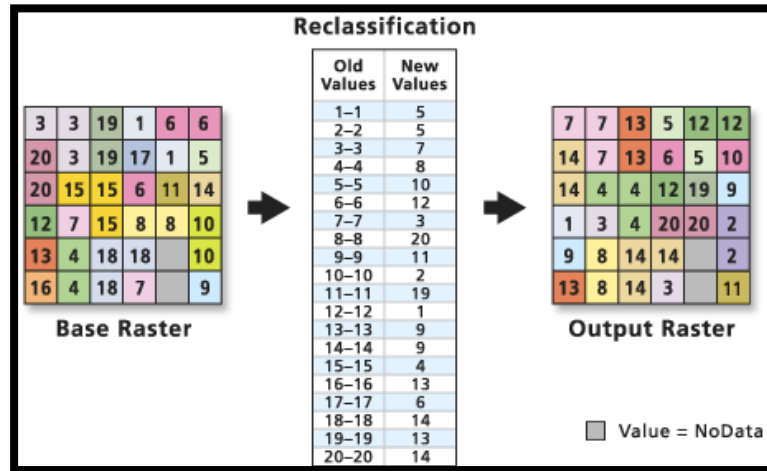 Reclassification
Old Values New Values
1–1 5
2–2 5
3–3 7
4–4 8
5–5 10
6–6 12
7–7 3
8–8 20
9–9 11
10–10 2
11–11 19
12–12 1
13–13 9
14–14 9
15–15 4
16–16 13
17–17 6
18–18 14
19–19 13
20–20 14
3 3 19 1 6 6
20 3 19 17 1 5
20 15 15 6 11 14
12 7 15 8 8 10
13 4 18 18 10
16 4 18 7 9
Base Raster
7 7 13 5 12 12
14 7 13 6 5 10
14 4 4 12 19 9
1 3 4 20 20 2
9 8 14 14 2
13 8 14 3 11
Output Raster
Value = NoData